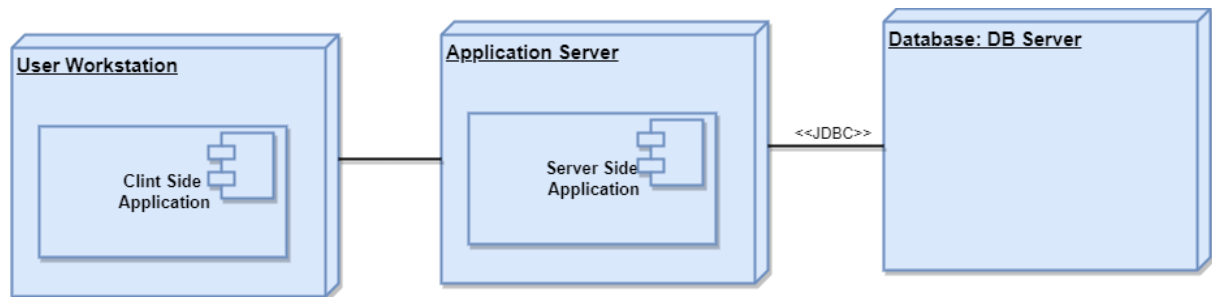 User Workstation
Clint Side
Application
Application Server
Server Side
Application
<<JDBC>>
Database: DB Server